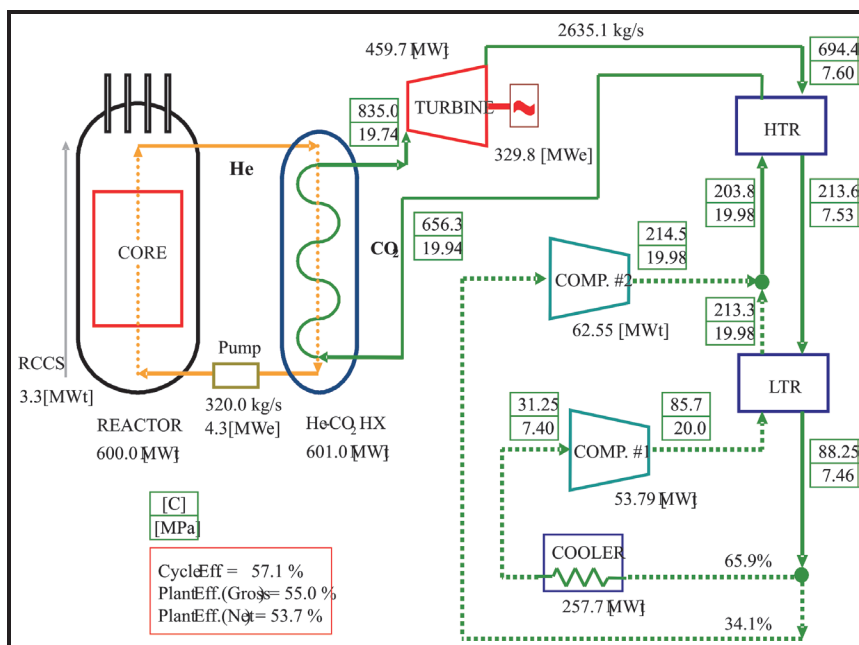 2635.1 kg/s
459.7 [MWt]
694.4
7.60
TURBINE
835.0
19.74
HTR
329.8 [MWe]
He
203.8
19.98
213.6
7.53
656.3
19.94
CO2
214.5
19.98
CORE
COMP. #2
213.3
19.98
62.55 [MWt]
Pump
RCCS
3.3[MWt]
LTR
320.0 kg/s
4.3[MWe]
31.25
7.40
85.7
20.0
REACTOR
600.0 [MWt]
He-CO2 HX
601.0 [MWt]
COMP. #1
88.25
7.46
53.79 [MWt]
[C]
[MPa]
COOLER
65.9%
257.7 [MWt]
34.1%
Cycle Eff. = 57.1 %
Plant Eff.(Gross) = 55.0 %
Plant Eff.(Net) = 53.7 %